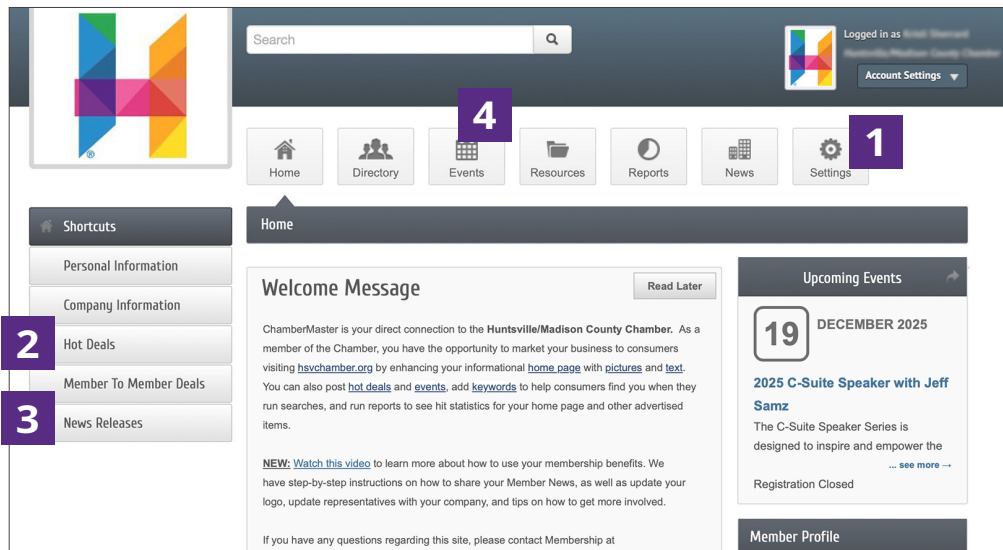 Search
Logged in as
Account Settings
4
1
Home
Directory
Events
Resources
Reports
News
Settings
®
Shortcuts
Personal Information
Company Information
2
Hot Deals
Member To Member Deals
3
News Releases
Home
Welcome Message
Read Later
ChamberMaster is your direct connection to the Huntsville/Madison County Chamber. As a
member of the Chamber, you have the opportunity to market your business to consumers
visiting hsvchamber.org by enhancing your informational home page with pictures and text.
You can also post hot deals and events, add keywords to help consumers find you when they
run searches, and run reports to see hit statistics for your home page and other advertised
items.
NEW: Watch this video to learn more about how to use your membership benefits. We
have step-by-step instructions on how to share your Member News, as well as update your
logo, update representatives with your company, and tips on how to get more involved.
If you have any questions regarding this site, please contact Membership at
Upcoming Events
19
DECEMBER 2025
2025 C-Suite Speaker with Jeff
Samz
The C-Suite Speaker Series is
designed to inspire and empower the
... see more →
Registration Closed
Member Profile